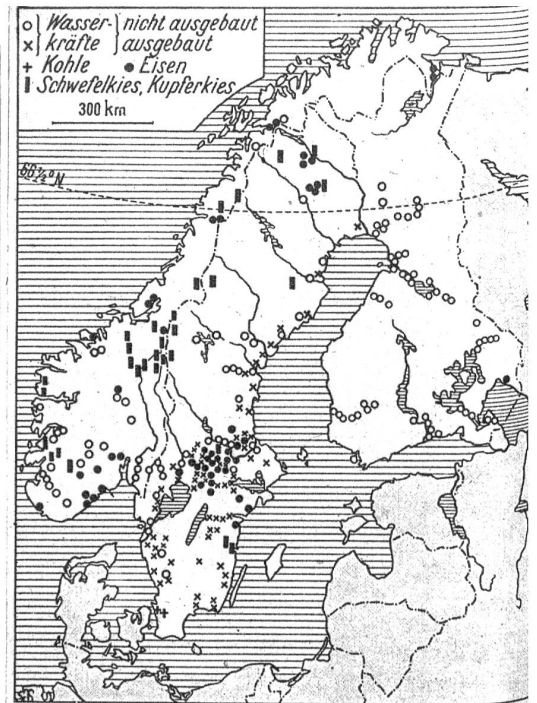 ○ Wasser- } nicht ausgebaut
× kräfte } ausgebaut
+ Kohle ● Eisen
▮ Schwefelkies, Kupferkies
300 km
66½°N